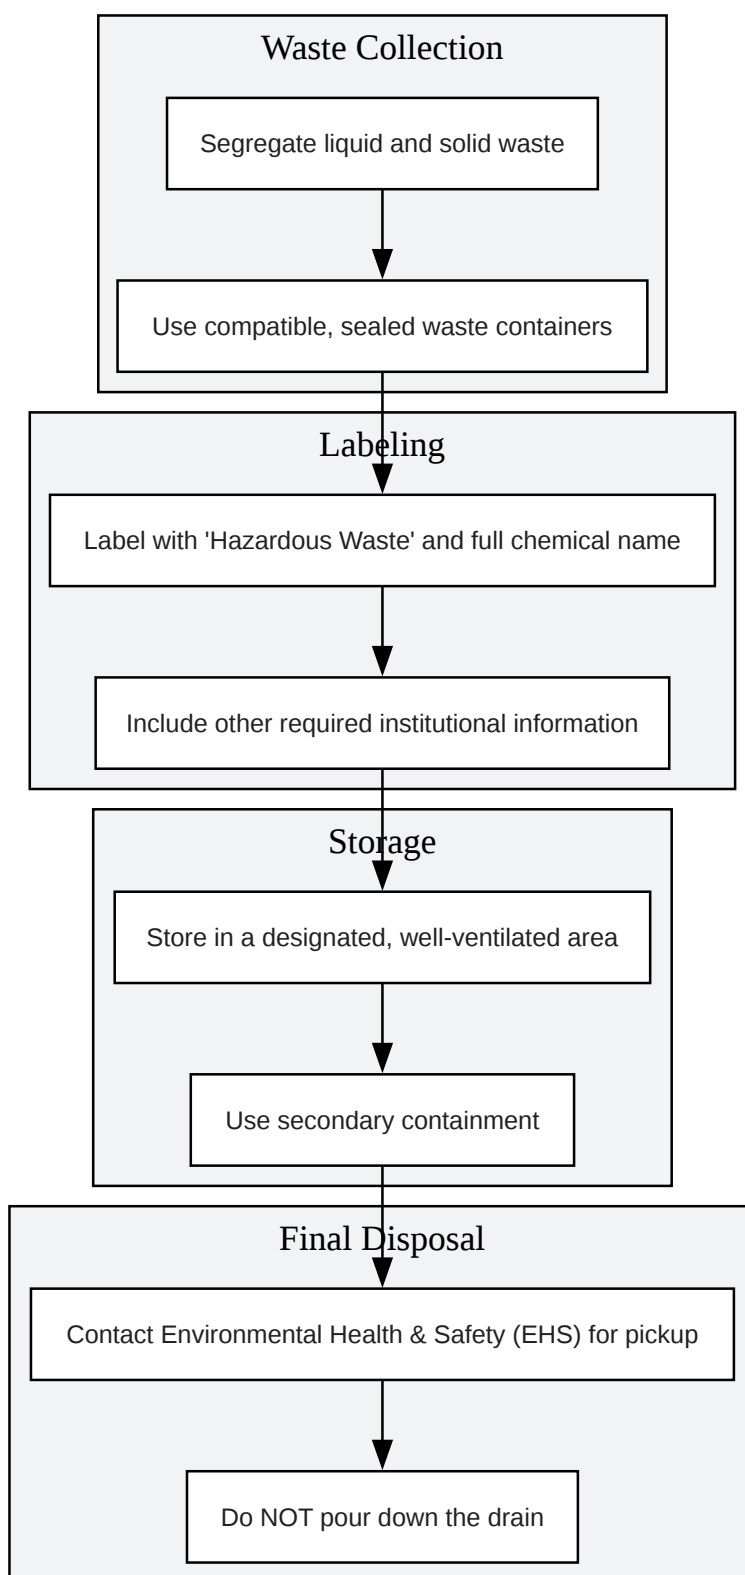 Waste Collection
Segregate liquid and solid waste
Use compatible, sealed waste containers
Labeling
Label with 'Hazardous Waste' and full chemical name
Include other required institutional information
Storage
Store in a designated, well-ventilated area
Use secondary containment
Final Disposal
Contact Environmental Health & Safety (EHS) for pickup
Do NOT pour down the drain